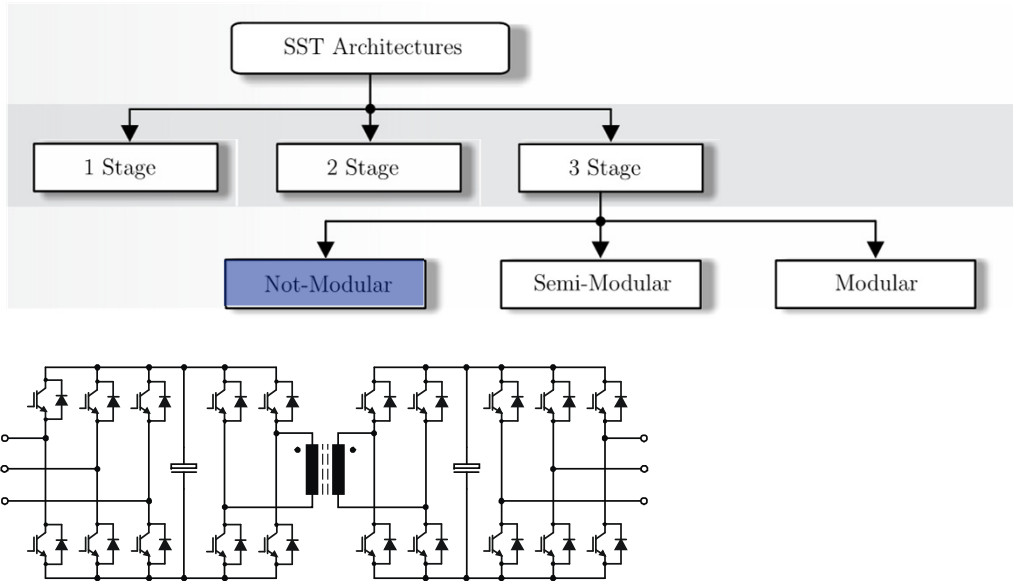 SST Architectures
1 Stage
2 Stage
3 Stage
Not-Modular
Semi-Modular
Modular